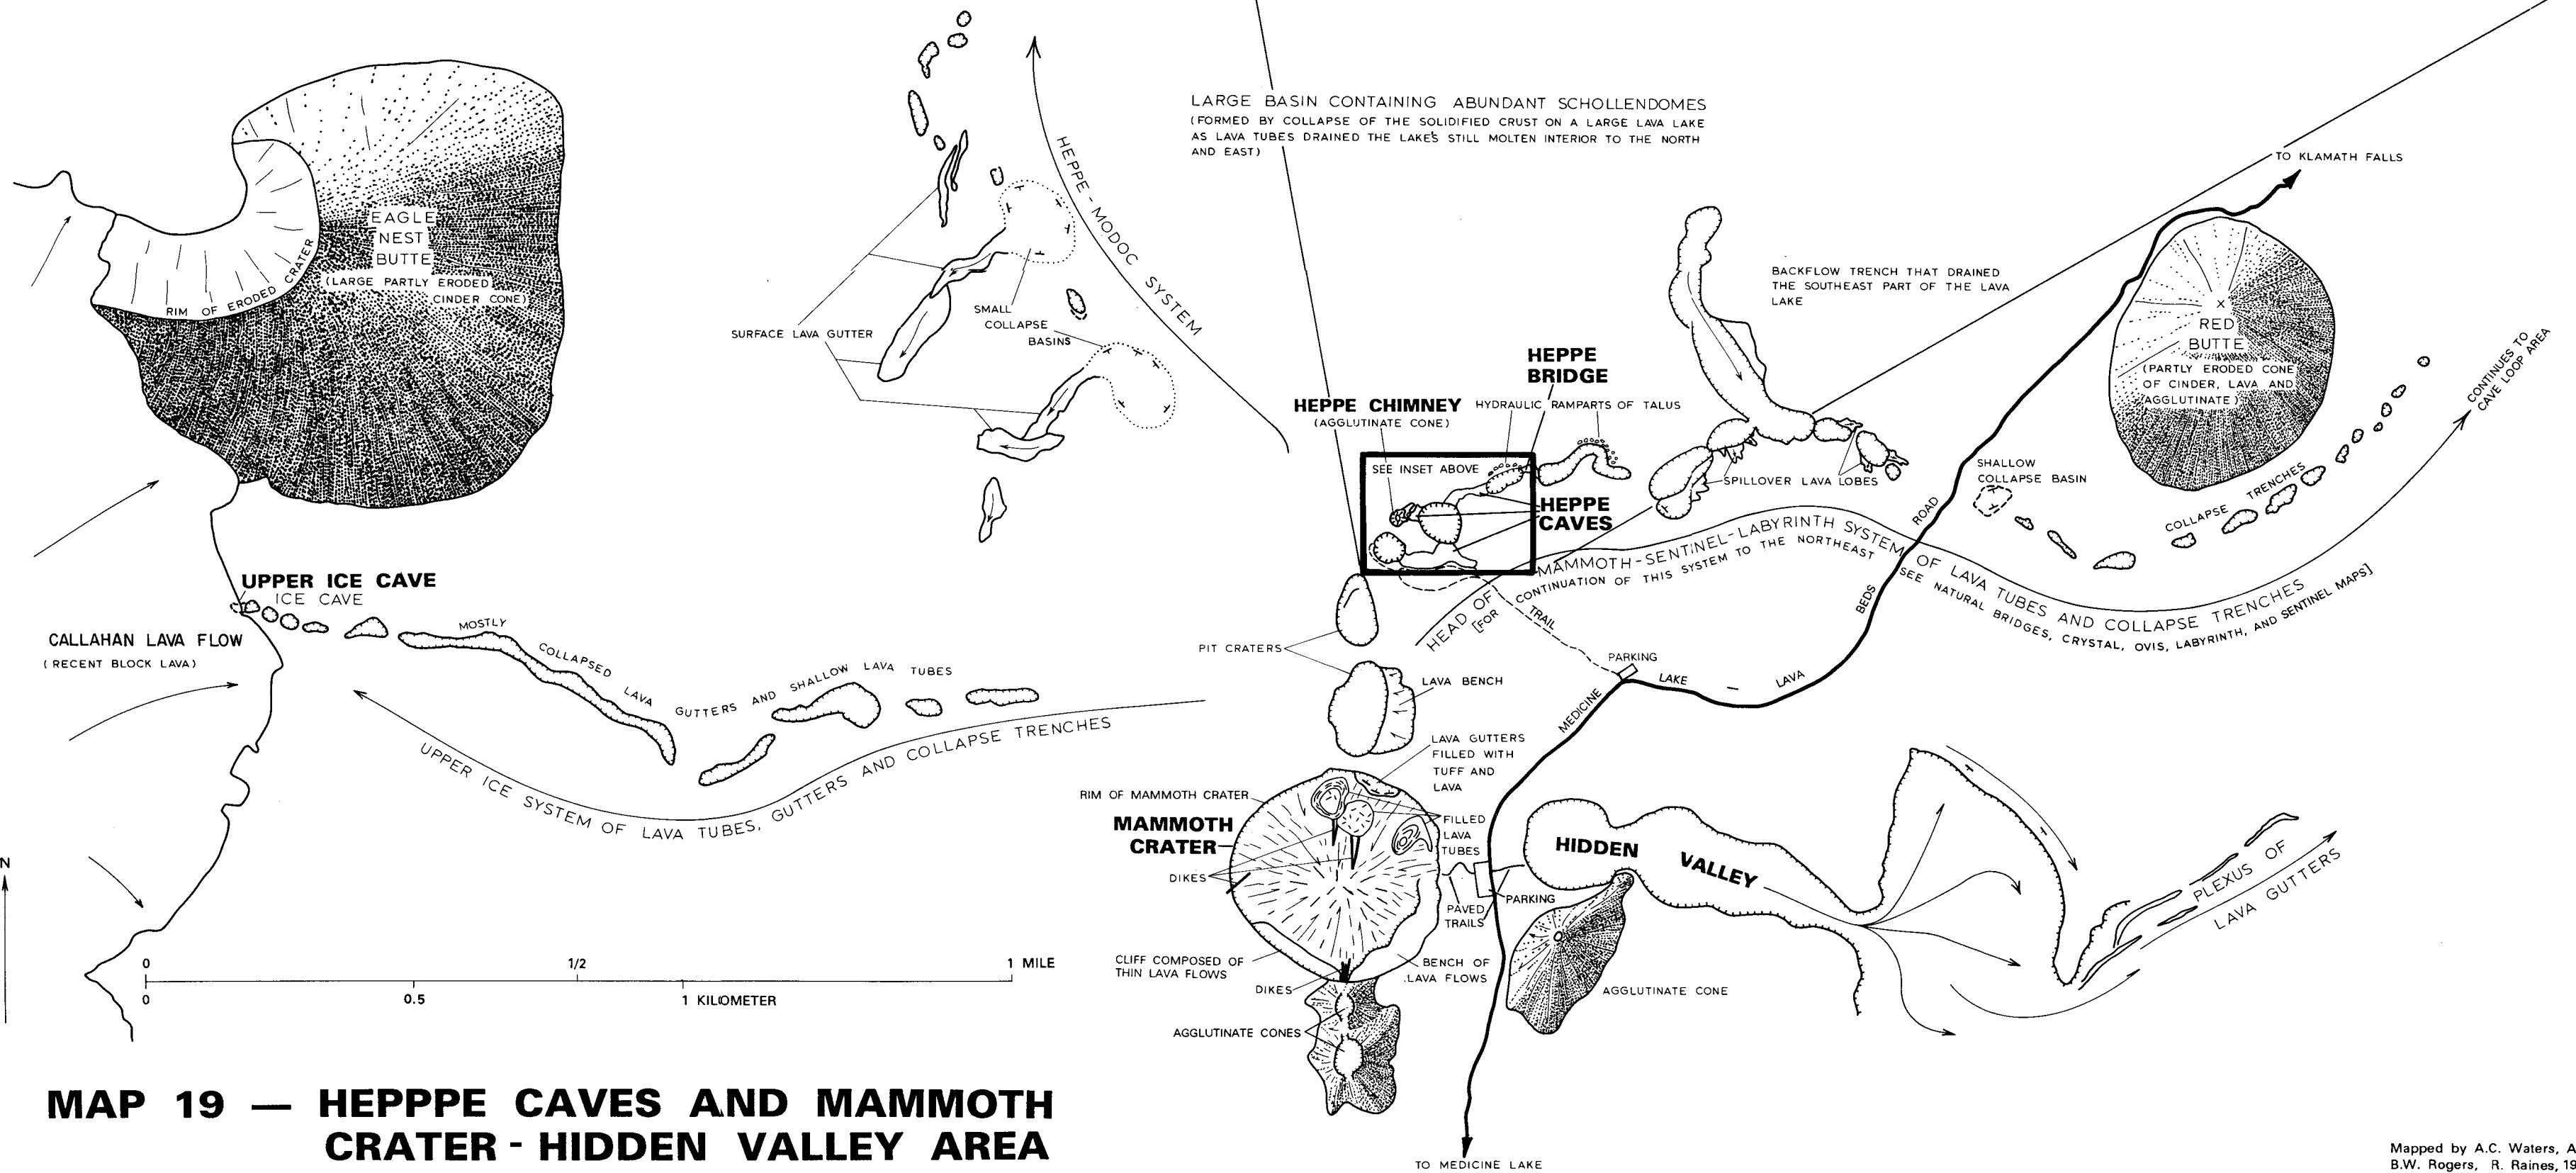 LARGE BASIN CONTAINING ABUNDANT SCHOLLENDOMES
(FORMED BY COLLAPSE OF THE SOLIDIFIED CRUST ON A LARGE LAVA LAKE
AS LAVA TUBES DRAINED THE LAKE'S STILL MOLTEN INTERIOR TO THE NORTH
AND EAST)
TO KLAMATH FALLS
HEPPE - MODOC SYSTEM
EAGLE
NEST
BUTTE
(LARGE PARTLY ERODED
CINDER CONE)
RIM OF ERODED CRATER
SURFACE LAVA GUTTER
SMALL
COLLAPSE
BASINS
BACKFLOW TRENCH THAT DRAINED
THE SOUTHEAST PART OF THE LAVA
LAKE
RED
BUTTE
(PARTLY ERODED CONE
OF CINDER, LAVA AND
AGGLUTINATE)
CONTINUES TO
CAVE LOOP AREA
HEPPE
BRIDGE
HEPPE CHIMNEY
(AGGLUTINATE CONE)
HYDRAULIC RAMPARTS OF TALUS
SEE INSET ABOVE
HEPPE
CAVES
SPILLOVER LAVA LOBES
SHALLOW
COLLAPSE BASIN
COLLAPSE TRENCHES
HEAD OF MAMMOTH-SENTINEL-LABYRINTH SYSTEM OF LAVA TUBES AND COLLAPSE TRENCHES
[FOR CONTINUATION OF THIS SYSTEM TO THE NORTHEAST SEE NATURAL BRIDGES, CRYSTAL, OVIS, LABYRINTH, AND SENTINEL MAPS]
TRAIL
PARKING
MEDICINE LAKE - LAVA BEDS ROAD
UPPER ICE CAVE
ICE CAVE
CALLAHAN LAVA FLOW
(RECENT BLOCK LAVA)
MOSTLY COLLAPSED LAVA GUTTERS AND SHALLOW LAVA TUBES
UPPER ICE SYSTEM OF LAVA TUBES, GUTTERS AND COLLAPSE TRENCHES
PIT CRATERS
LAVA BENCH
LAVA GUTTERS
FILLED WITH
TUFF AND
LAVA
RIM OF MAMMOTH CRATER
MAMMOTH
CRATER
FILLED
LAVA
TUBES
DIKES
PAVED
TRAILS
PARKING
HIDDEN VALLEY
PLEXUS OF
LAVA GUTTERS
CLIFF COMPOSED OF
THIN LAVA FLOWS
BENCH OF
LAVA FLOWS
DIKES
AGGLUTINATE CONE
AGGLUTINATE CONES
N
0 1/2 1 MILE
0 0.5 1 KILOMETER
MAP 19 — HEPPPE CAVES AND MAMMOTH
CRATER - HIDDEN VALLEY AREA
TO MEDICINE LAKE
Mapped by A.C. Waters, A
B.W. Rogers, R. Raines, 19